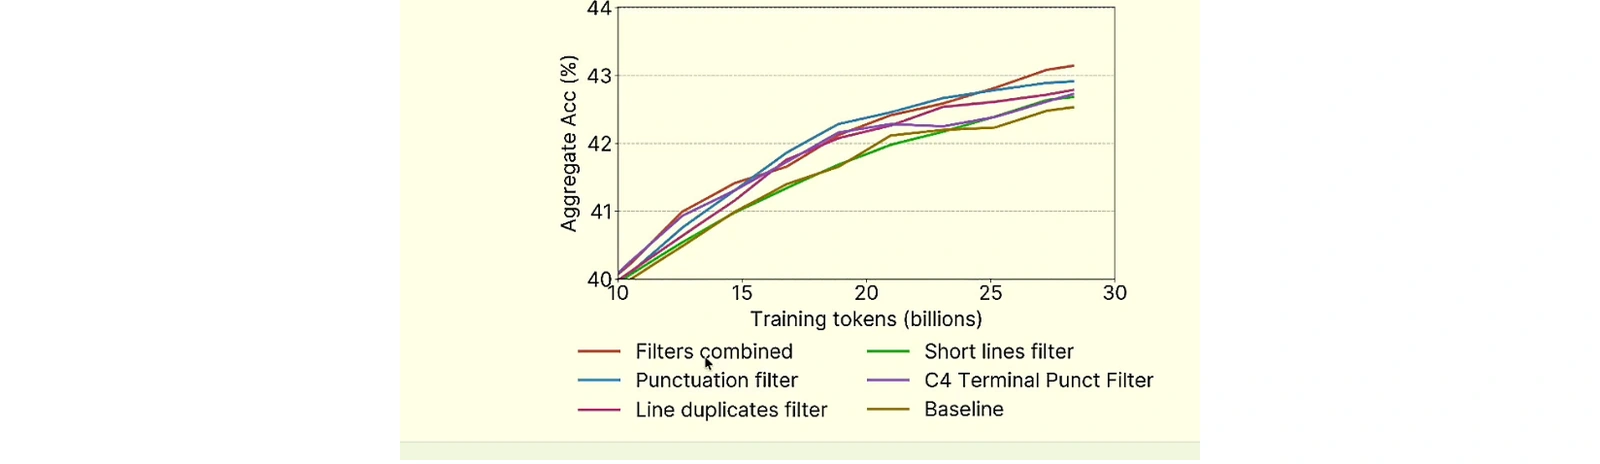 44
43
42
41
40
Aggregate Acc (%)
10 15 20 25 30
Training tokens (billions)
Filters combined
Short lines filter
Punctuation filter
C4 Terminal Punct Filter
Line duplicates filter
Baseline